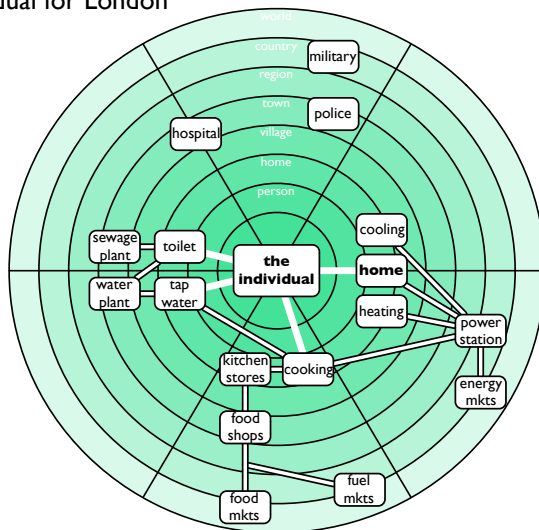 dual for London
world
country
military
region
town
police
hospital
village
home
person
cooling
sewage
plant
toilet
the
individual
home
water
plant
tap
water
heating
power
station
kitchen
stores
cooking
energy
mkts
food
shops
fuel
mkts
food
mkts